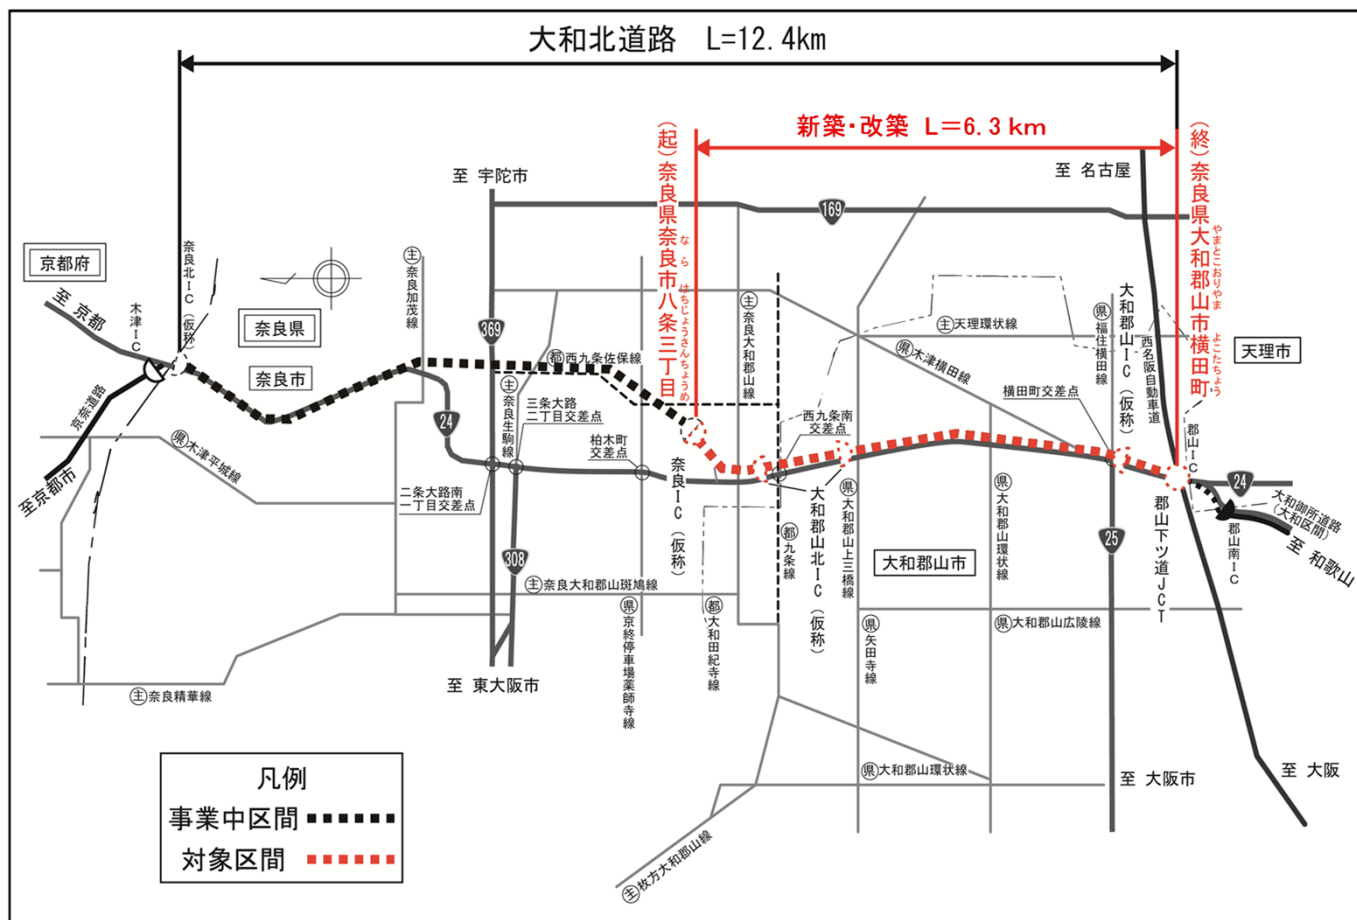 大和北道路 L=12.4km
新築・改築 L=6.3km
(起)奈良県奈良市八条三丁目
なら はちじょうさんちょうめ
(終)奈良県大和郡山市横田町
やまとこおりやま よこたちょう
至 宇陀市
至 名古屋
169
京都府
至 京都
木津IC
奈良北IC(仮称)
奈良県
奈良市
京奈道路
至京都市
主奈良加茂線
369
都西九条佐保線
主奈良大和郡山線
主天理環状線
県木津横田線
県福住横田線
大和郡山IC(仮称)
西名阪自動車道
天理市
24
主奈良生駒線
三条大路
二丁目交差点
柏木町
交差点
西九条南
交差点
横田町交差点
郡山IC
24
県木津平城線
二条大路南
一丁目交差点
奈良IC(仮称)
大和郡山北IC(仮称)
県大和郡山上三橋線
県大和郡山環状線
25
郡山下ツ道JCT
郡山南IC
大和御所道路
(大和区間)
至 和歌山
308
都九条線
大和郡山市
主奈良大和郡山斑鳩線
県京終停車場薬師寺線
都大和田紀寺線
県矢田寺線
県大和郡山広陵線
主奈良精華線
至 東大阪市
県大和郡山環状線
至 大阪市
至 大阪
主枚方大和郡山線
凡例
事業中区間
対象区間